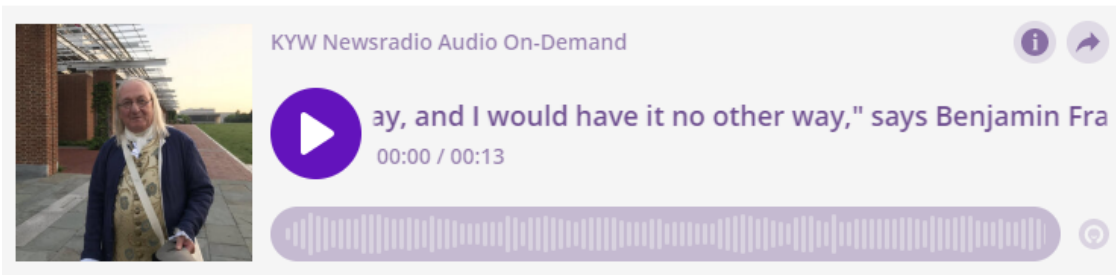 KYW Newsradio Audio On-Demand
ay, and I would have it no other way," says Benjamin Fra
00:00 / 00:13